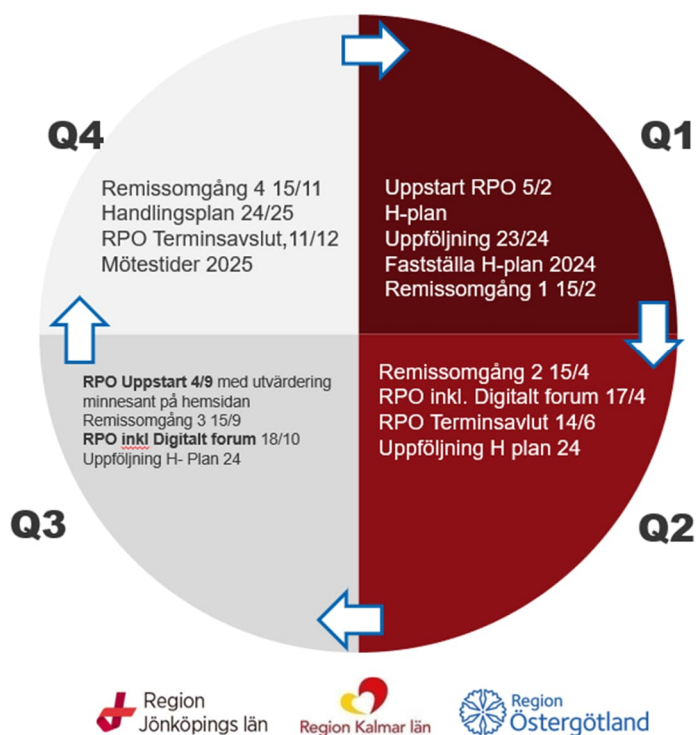 Q4
Q1
Remissomgång 4 15/11
Handlingsplan 24/25
RPO Terminsavslut,11/12
Mötestider 2025
Uppstart RPO 5/2
H-plan
Uppföljning 23/24
Fastställa H-plan 2024
Remissomgång 1 15/2
RPO Uppstart 4/9 med utvärdering
minnesant på hemsidan
Remissomgång 3 15/9
RPO inkl Digitalt forum 18/10
Uppföljning H- Plan 24
Remissomgång 2 15/4
RPO inkl. Digitalt forum 17/4
RPO Terminsavlut 14/6
Uppföljning H plan 24
Q3
Q2
Region
Jönköpings län
Region Kalmar län
Region
Östergötland